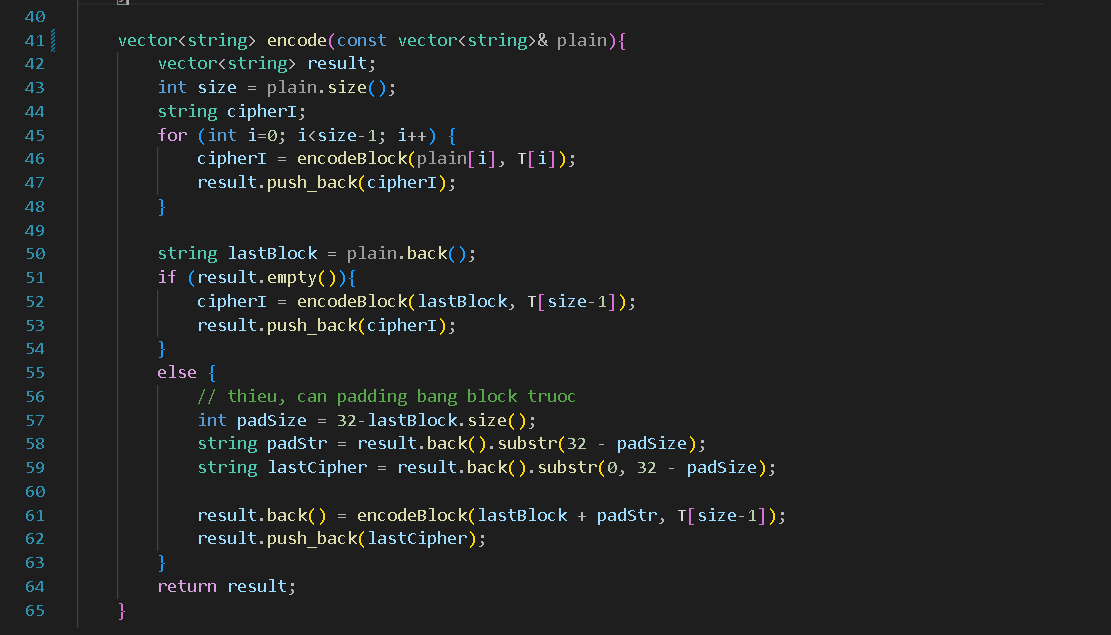 40
41 vector<string> encode(const vector<string>& plain){
42 vector<string> result;
43 int size = plain.size();
44 string cipherI;
45 for (int i=0; i<size-1; i++) {
46 cipherI = encodeBlock(plain[i], T[i]);
47 result.push_back(cipherI);
48 }
49
50 string lastBlock = plain.back();
51 if (result.empty()){
52 cipherI = encodeBlock(lastBlock, T[size-1]);
53 result.push_back(cipherI);
54 }
55 else {
56 // thieu, can padding bang block truoc
57 int padSize = 32-lastBlock.size();
58 string padStr = result.back().substr(32 - padSize);
59 string lastCipher = result.back().substr(0, 32 - padSize);
60
61 result.back() = encodeBlock(lastBlock + padStr, T[size-1]);
62 result.push_back(lastCipher);
63 }
64 return result;
65 }